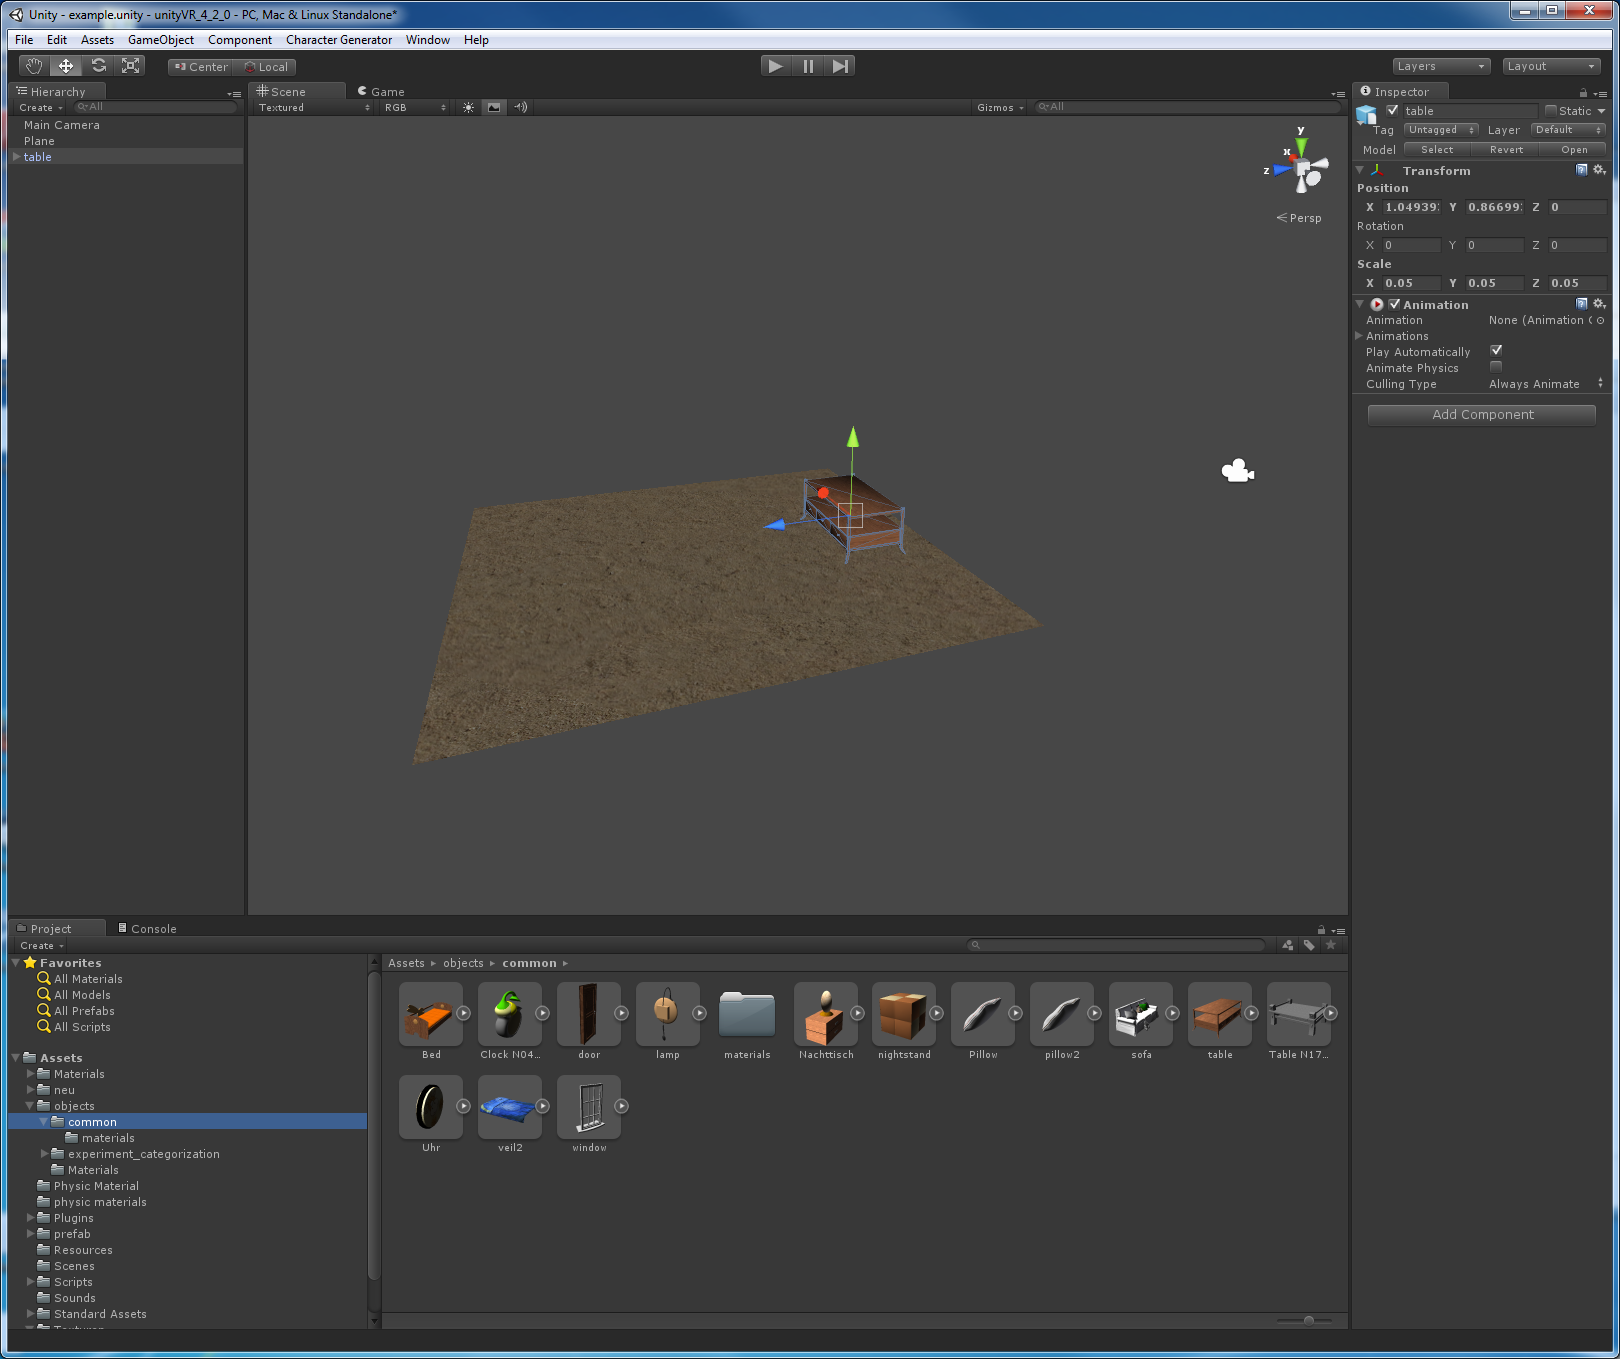 Unity - example.unity - unityVR_4_2_0 - PC, Mac & Linux Standalone*
File Edit Assets GameObject Component Character Generator Window Help
Center Local Layers Layout
Hierarchy
Create All
Main Camera
Plane
table
Scene Game
Textured RGB Gizmos All
y
x
z
Persp
Inspector
table Static
Tag Untagged Layer Default
Model Select Revert Open
Transform
Position
X 1.04939 Y 0.8669 Z 0
Rotation
X 0 Y 0 Z 0
Scale
X 0.05 Y 0.05 Z 0.05
Animation
Animation None (Animation
Animations
Play Automatically
Animate Physics
Culling Type Always Animate
Add Component
Project Console
Create
Favorites
All Materials
All Models
All Prefabs
All Scripts
Assets
Materials
neu
objects
common
materials
experiment_categorization
Materials
Physic Material
physic materials
Plugins
prefab
Resources
Scenes
Scripts
Sounds
Standard Assets
Assets objects common
Bed Clock N04... door lamp materials Nachttisch nightstand Pillow pillow2 sofa table Table N17...
Uhr veil2 window